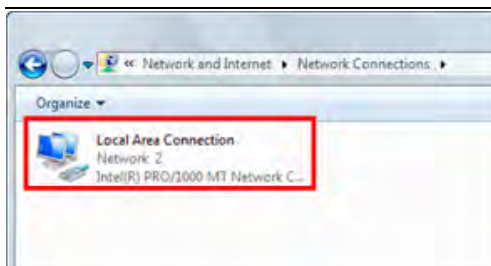 « Network and Internet ▸ Network Connections ▸
Organize ▾
Local Area Connection
Network 2
Intel(R) PRO/1000 MT Network C...